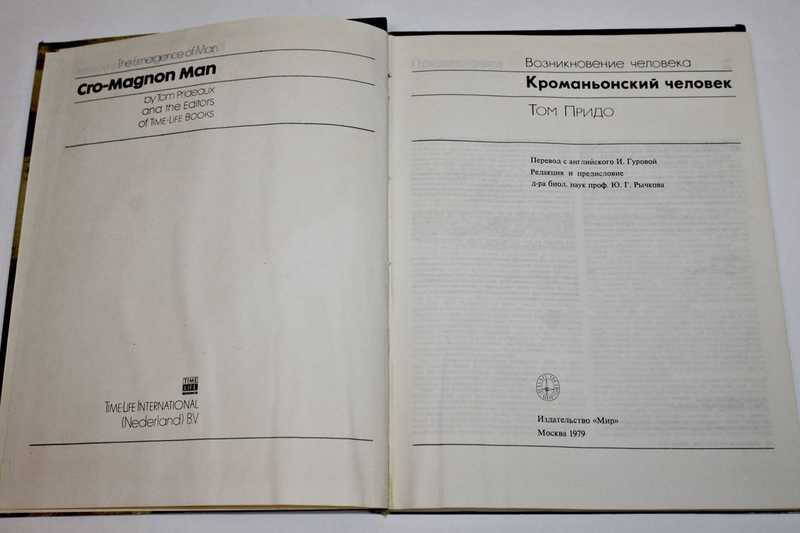 The Emergence of Man
Cro-Magnon Man
by Tom Prideaux
and the Editors
of TIME-LIFE BOOKS
TIME
LIFE
TIME-LIFE INTERNATIONAL
(Nederland) B.V.
Возникновение человека
Кроманьонский человек
ТОМ ПРИДО
Перевод с английского И. Гуровой
Редакция и предисловие
д-ра биол. наук проф. Ю. Г. Рычкова
Издательство «Мир»
Москва 1979